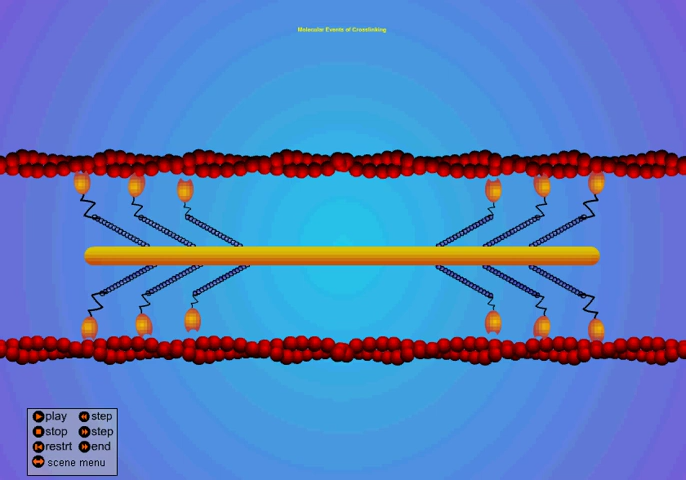 Molecular Events of Crosslinking
play step
stop step
restrt end
scene menu